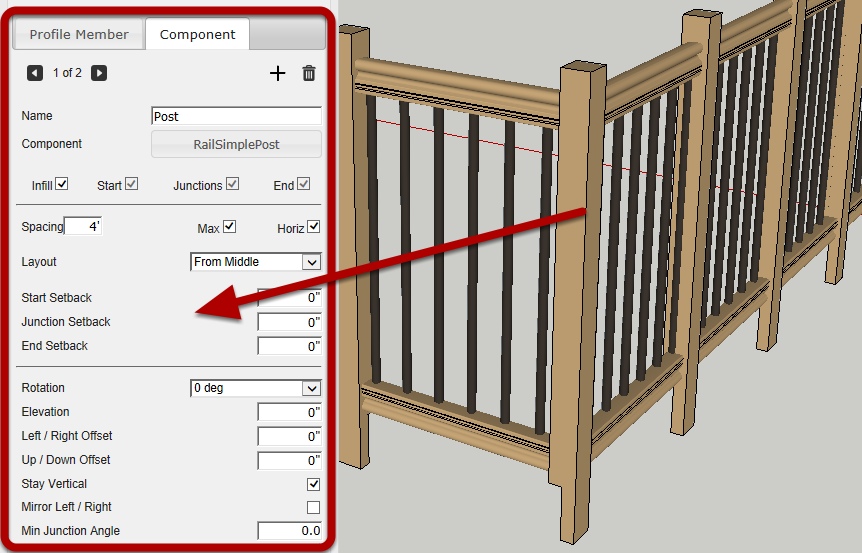 Profile Member Component
1 of 2
Name Post
Component RailSimplePost
Infill Start Junctions End
Spacing 4' Max Horiz
Layout From Middle
Start Setback 0"
Junction Setback 0"
End Setback 0"
Rotation 0 deg
Elevation 0"
Left / Right Offset 0"
Up / Down Offset 0"
Stay Vertical
Mirror Left / Right
Min Junction Angle 0.0